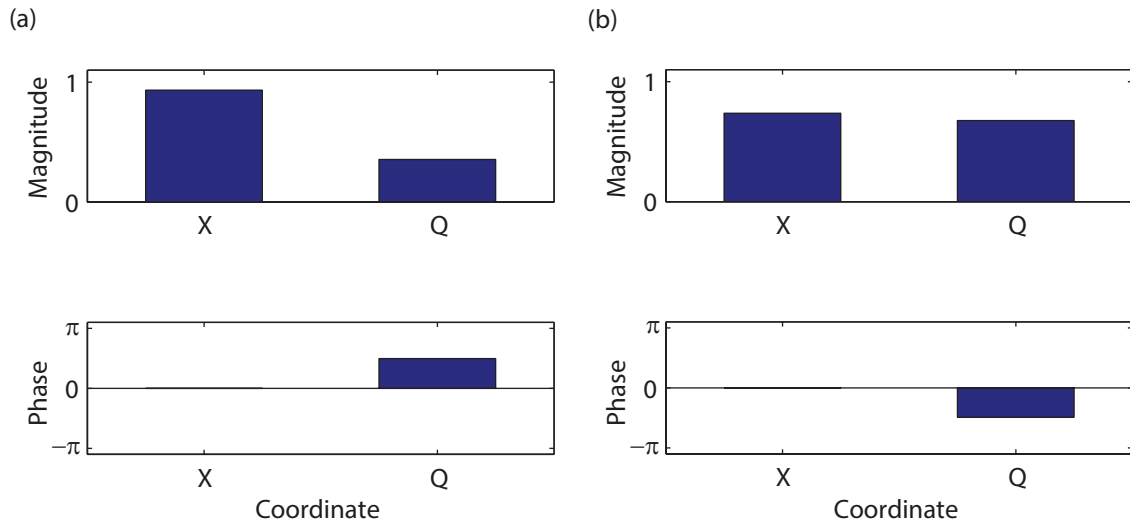 (a)
Magnitude
1
0
X Q
Phase
π
0
−π
X Q
Coordinate
(b)
Magnitude
1
0
X Q
Phase
π
0
−π
X Q
Coordinate